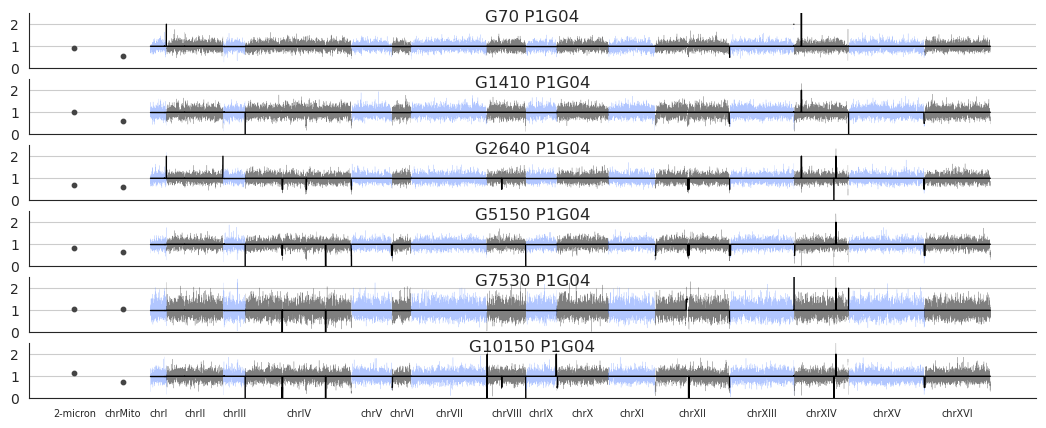 G70 P1G04
2
1
0
G1410 P1G04
2
1
0
G2640 P1G04
2
1
0
G5150 P1G04
2
1
0
G7530 P1G04
2
1
0
G10150 P1G04
2
1
0
2-micron chrMito chrI chrII chrIII chrIV chrV chrVI chrVII chrVIII chrIX chrX chrXI chrXII chrXIII chrXIV chrXV chrXVI